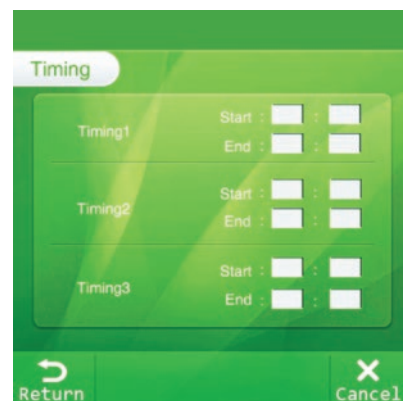 Timing
Start : :
Timing1
End : :
Start : :
Timing2
End : :
Start : :
Timing3
End : :
Return
Cancel